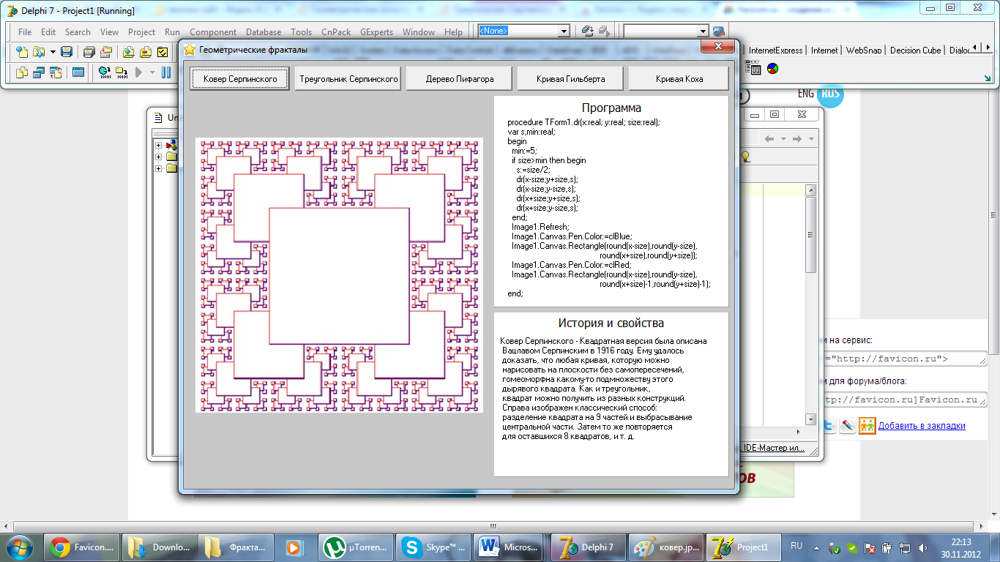 Delphi 7 - Project1 [Running]
File Edit Search View Project Run Component Database Tools CnPack GExperts Window Help
<None>
InternetExpress Internet WebSnap Decision Cube Dialo
ENG RUS
Un
Геометрические фракталы
Ковер Серпинского
Треугольник Серпинского
Дерево Пифагора
Кривая Гильберта
Кривая Коха
Программа
procedure TForm1.dr(x:real; y:real; size:real);
var s,min:real;
begin
min:=5;
if size>min then begin
s:=size/2;
dr(x-size;y+size,s);
dr(x-size;y-size,s);
dr(x+size;y+size,s);
dr(x+size;y-size,s);
end;
Image1.Refresh;
Image1.Canvas.Pen.Color:=clBlue;
Image1.Canvas.Rectangle(round(x-size),round(y-size),
round(x+size),round(y+size));
Image1.Canvas.Pen.Color:=clRed;
Image1.Canvas.Rectangle(round(x-size),round(y-size),
round(x+size)-1,round(y+size)-1);
end;
История и свойства
Ковер Серпинского - Квадратная версия была описана
Вацлавом Серпинским в 1916 году. Ему удалось
доказать, что любая кривая, которую можно
нарисовать на плоскости без самопересечений,
гомеоморфна какому-то подмножеству этого
дырявого квадрата. Как и треугольник,
квадрат можно получить из разных конструкций.
Справа изображен классический способ:
разделение квадрата на 9 частей и выбрасывание
центральной части. Затем то же повторяется
для оставшихся 8 квадратов, и т. д.
и на сервис:
="http://favicon.ru">
и для форума/блога:
tp://favicon.ru]Favicon.ru
Добавить в закладки
IDE-Мастер ил...
ОВ
Favicon....
Downlo...
Фракта...
µTorren...
Skype™ ...
Micros...
Delphi 7
ковер.jp...
Project1
RU
22:13
30.11.2012